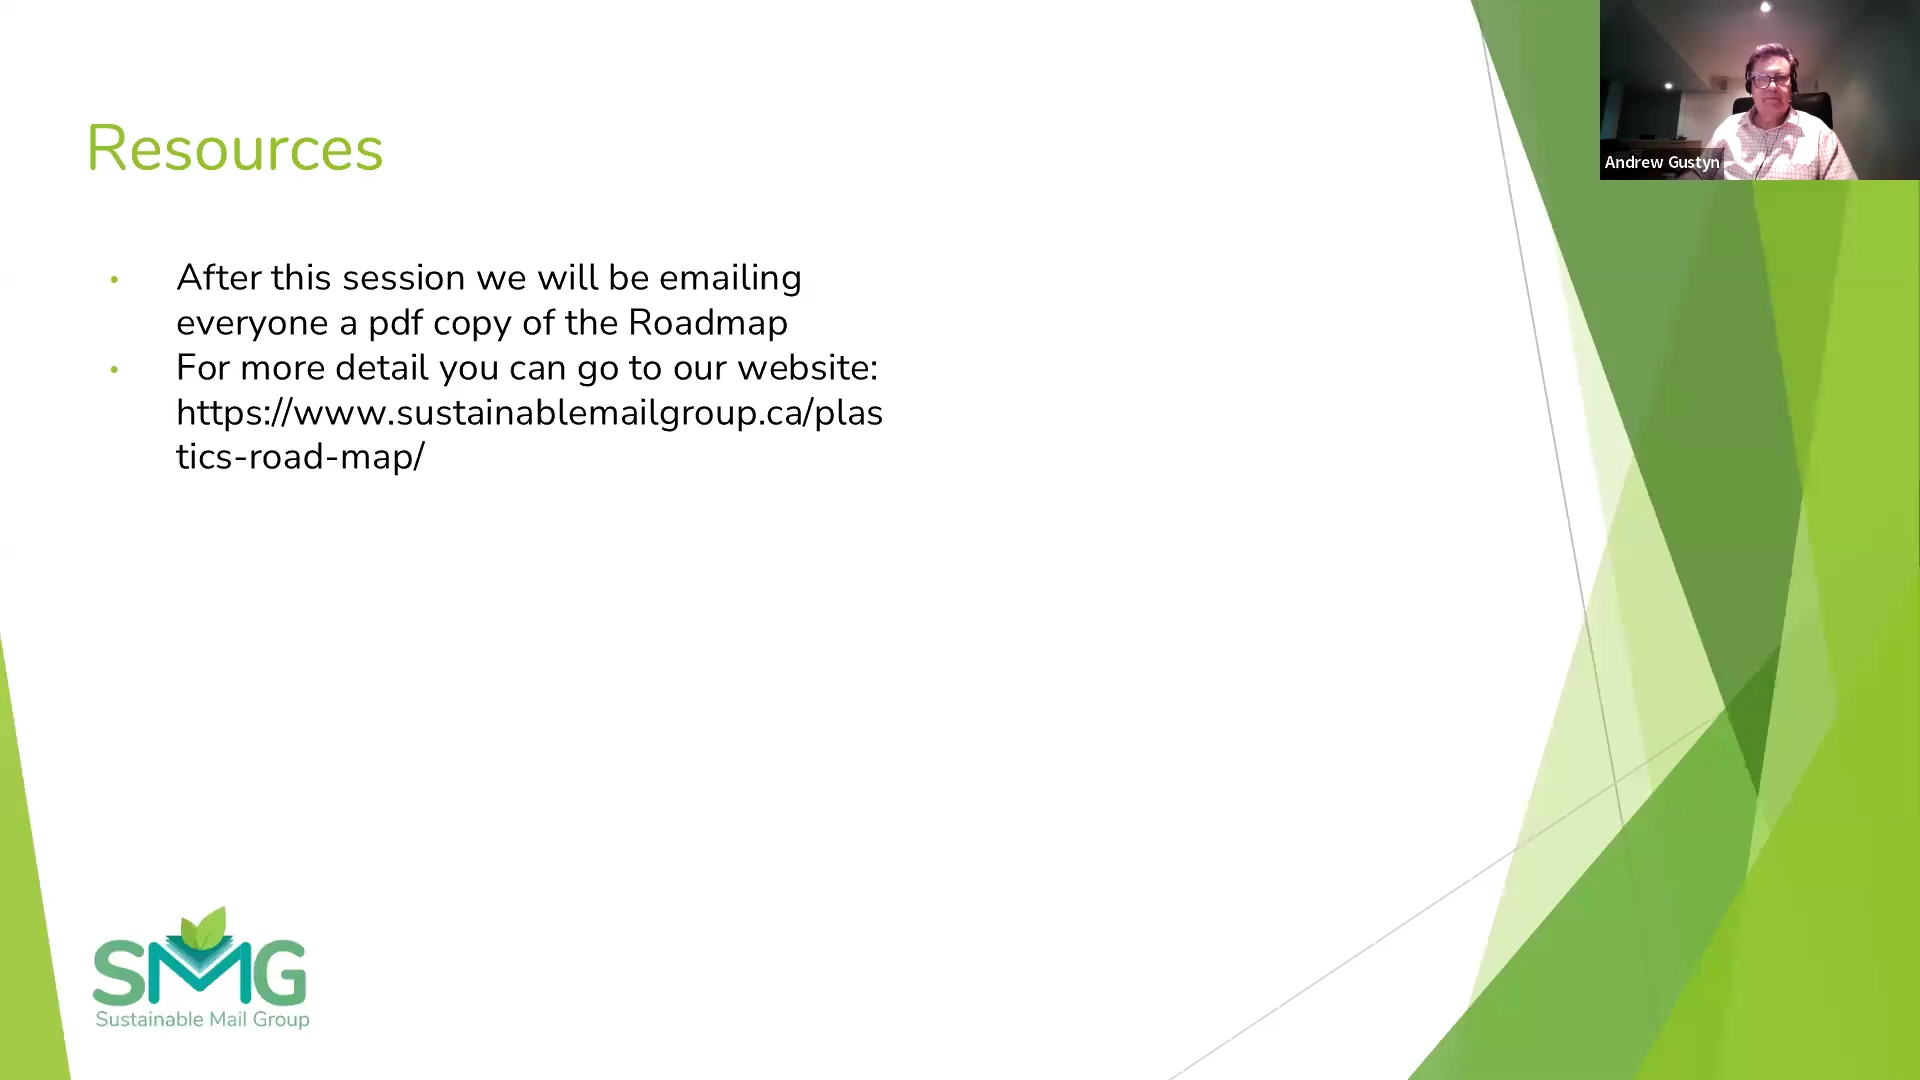 Resources
• After this session we will be emailing
everyone a pdf copy of the Roadmap
• For more detail you can go to our website:
https://www.sustainablemailgroup.ca/plas
tics-road-map/
SMG
Sustainable Mail Group
Andrew Gustyn